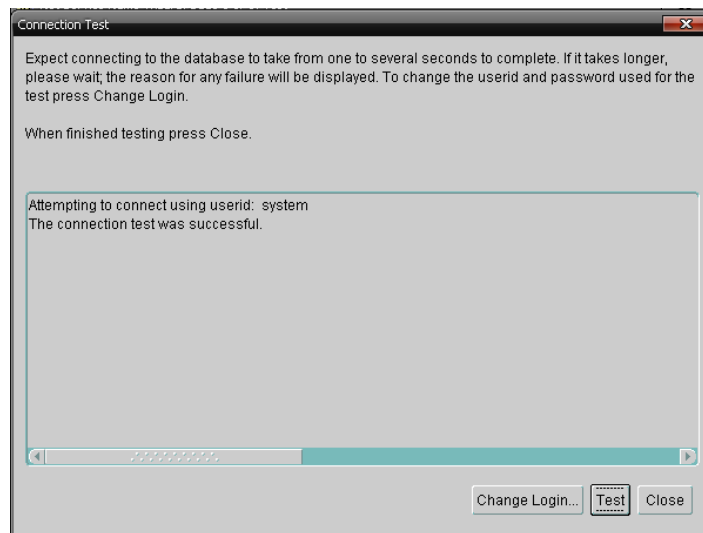 Connection Test
Expect connecting to the database to take from one to several seconds to complete. If it takes longer,
please wait; the reason for any failure will be displayed. To change the userid and password used for the
test press Change Login.
When finished testing press Close.
Attempting to connect using userid: system
The connection test was successful.
Change Login... Test Close